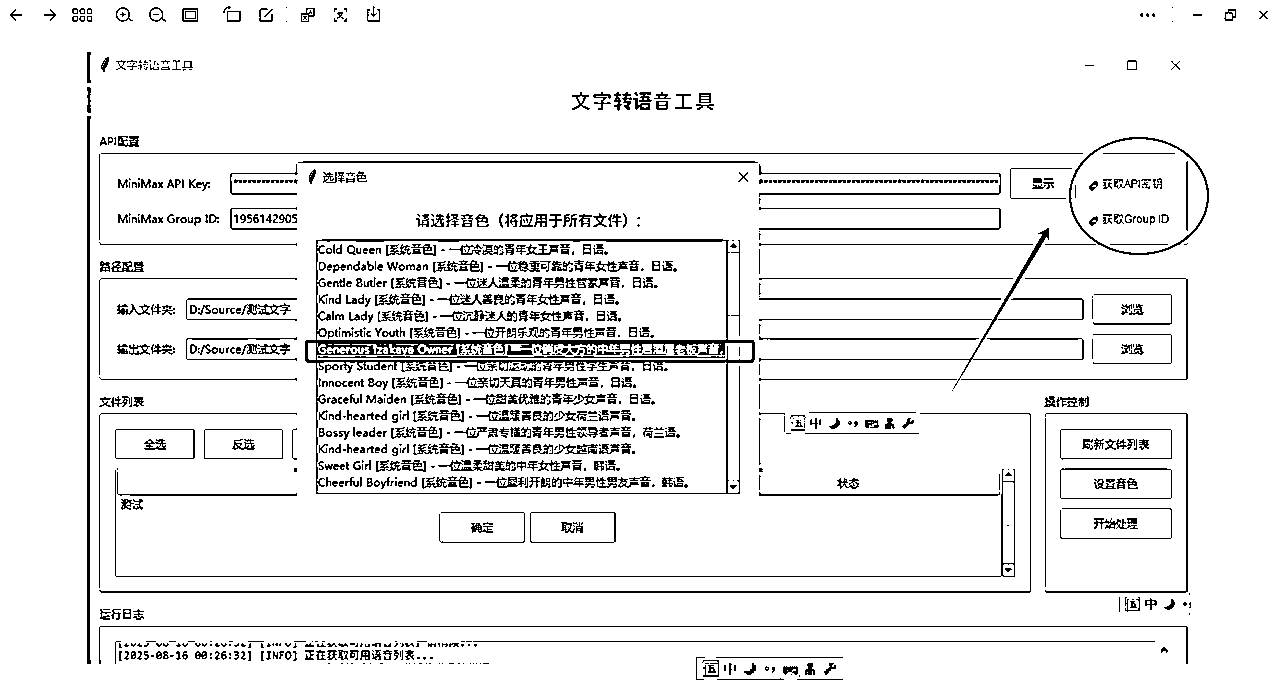 文字转语音工具
文字转语音工具
API配置
MiniMax API Key:
显示
获取API密钥
MiniMax Group ID: 1956142905
获取Group ID
选择音色
请选择音色（将应用于所有文件）：
Cold Queen [系统音色] - 一位冷漠的青年女王声音，日语。
Dependable Woman [系统音色] - 一位稳重可靠的青年女性声音，日语。
Gentle Butler [系统音色] - 一位迷人温柔的青年男性管家声音，日语。
Kind Lady [系统音色] - 一位迷人善良的青年女性声音，日语。
Calm Lady [系统音色] - 一位沉静迷人的青年女性声音，日语。
Optimistic Youth [系统音色] - 一位开朗乐观的青年男性声音，日语。
Generous Izakaya Owner [系统音色] - 一位俏皮大方的中年男性居酒屋老板声音，
Sporty Student [系统音色] - 一位亲切运动的青年男性学生声音，日语。
Innocent Boy [系统音色] - 一位亲切天真的青年男性声音，日语。
Graceful Maiden [系统音色] - 一位甜美优雅的青年少女声音，日语。
Kind-hearted girl [系统音色] - 一位温暖善良的少女荷兰语声音。
Bossy leader [系统音色] - 一位严肃专横的青年男性领导者声音，荷兰语。
Kind-hearted girl [系统音色] - 一位温暖善良的少女越南语声音。
Sweet Girl [系统音色] - 一位温柔甜美的中年女性声音，韩语。
Cheerful Boyfriend [系统音色] - 一位犀利开朗的中年男性男友声音，韩语。
确定
取消
路径配置
输入文件夹: D:/Source/测试文字
浏览
输出文件夹: D:/Source/测试文字
浏览
文件列表
全选
反选
状态
测试
操作控制
刷新文件列表
设置音色
开始处理
中
中
运行日志
[2025-08-16 00:26:32] [INFO] 正在获取可用语音列表...
中